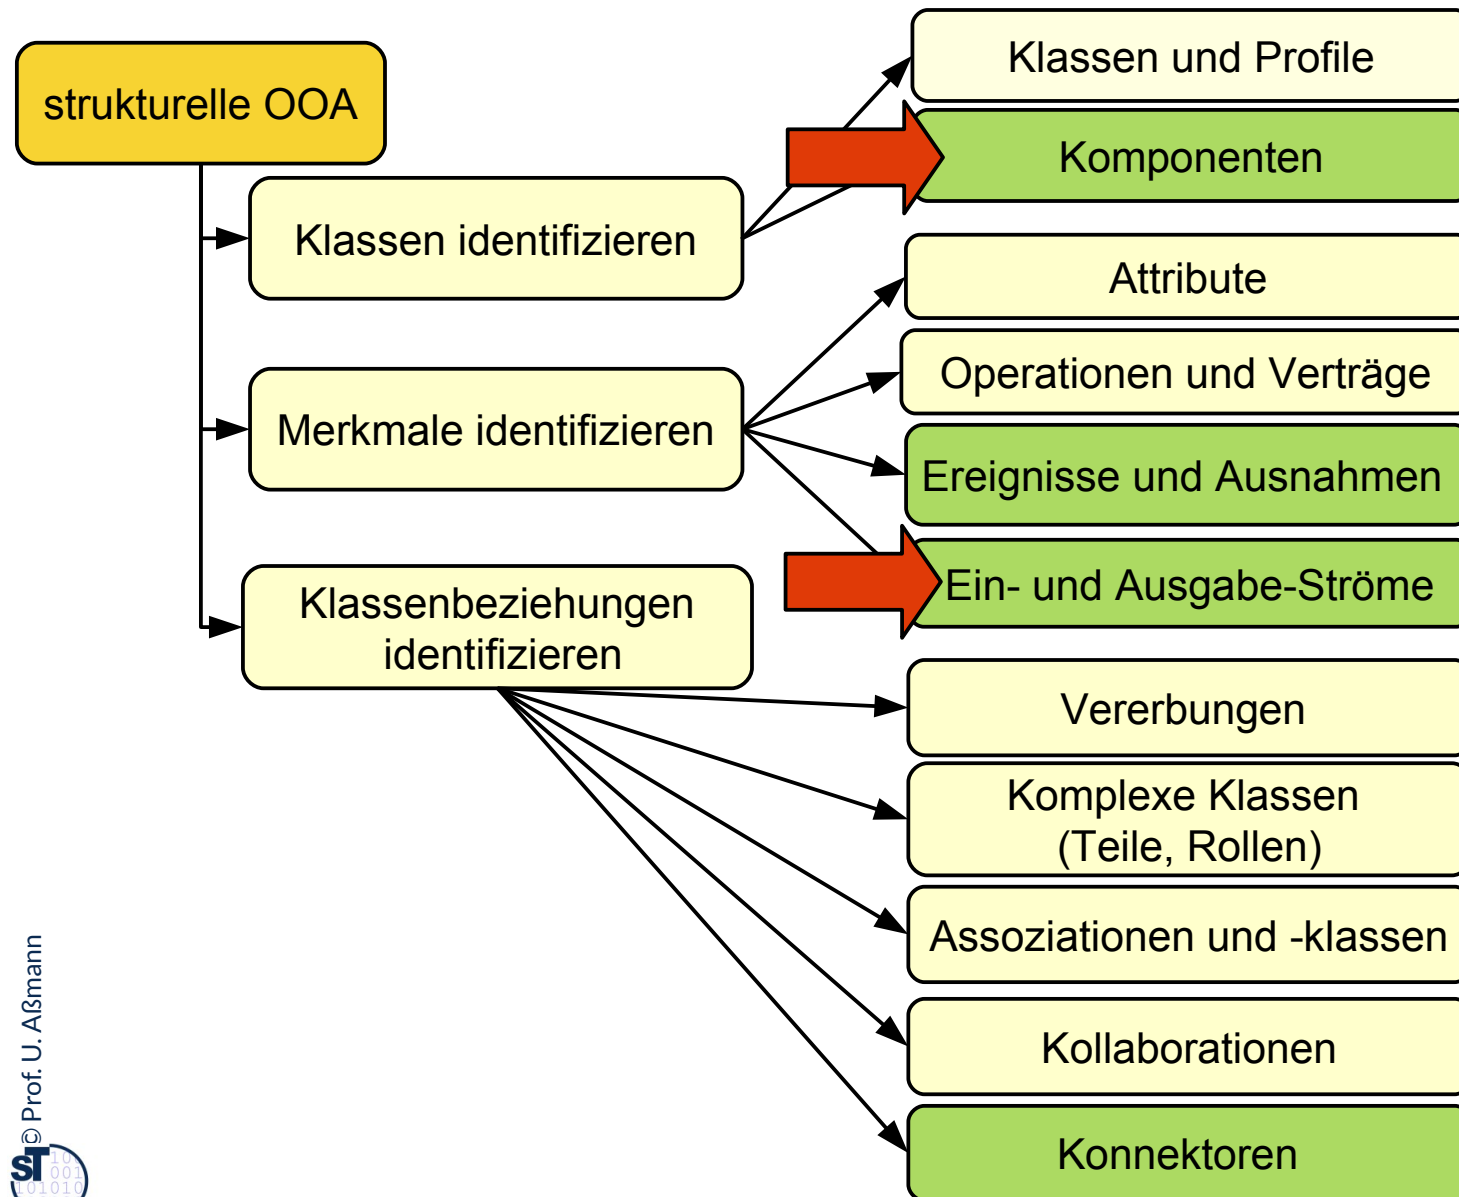 strukturelle OOA
Klassen identifizieren
Klassen und Profile
Komponenten
Merkmale identifizieren
Attribute
Operationen und Verträge
Ereignisse und Ausnahmen
Ein- und Ausgabe-Ströme
Klassenbeziehungen
identifizieren
Vererbungen
Komplexe Klassen
(Teile, Rollen)
Assoziationen und -klassen
Kollaborationen
Konnektoren
© Prof. U. Aßmann
ST